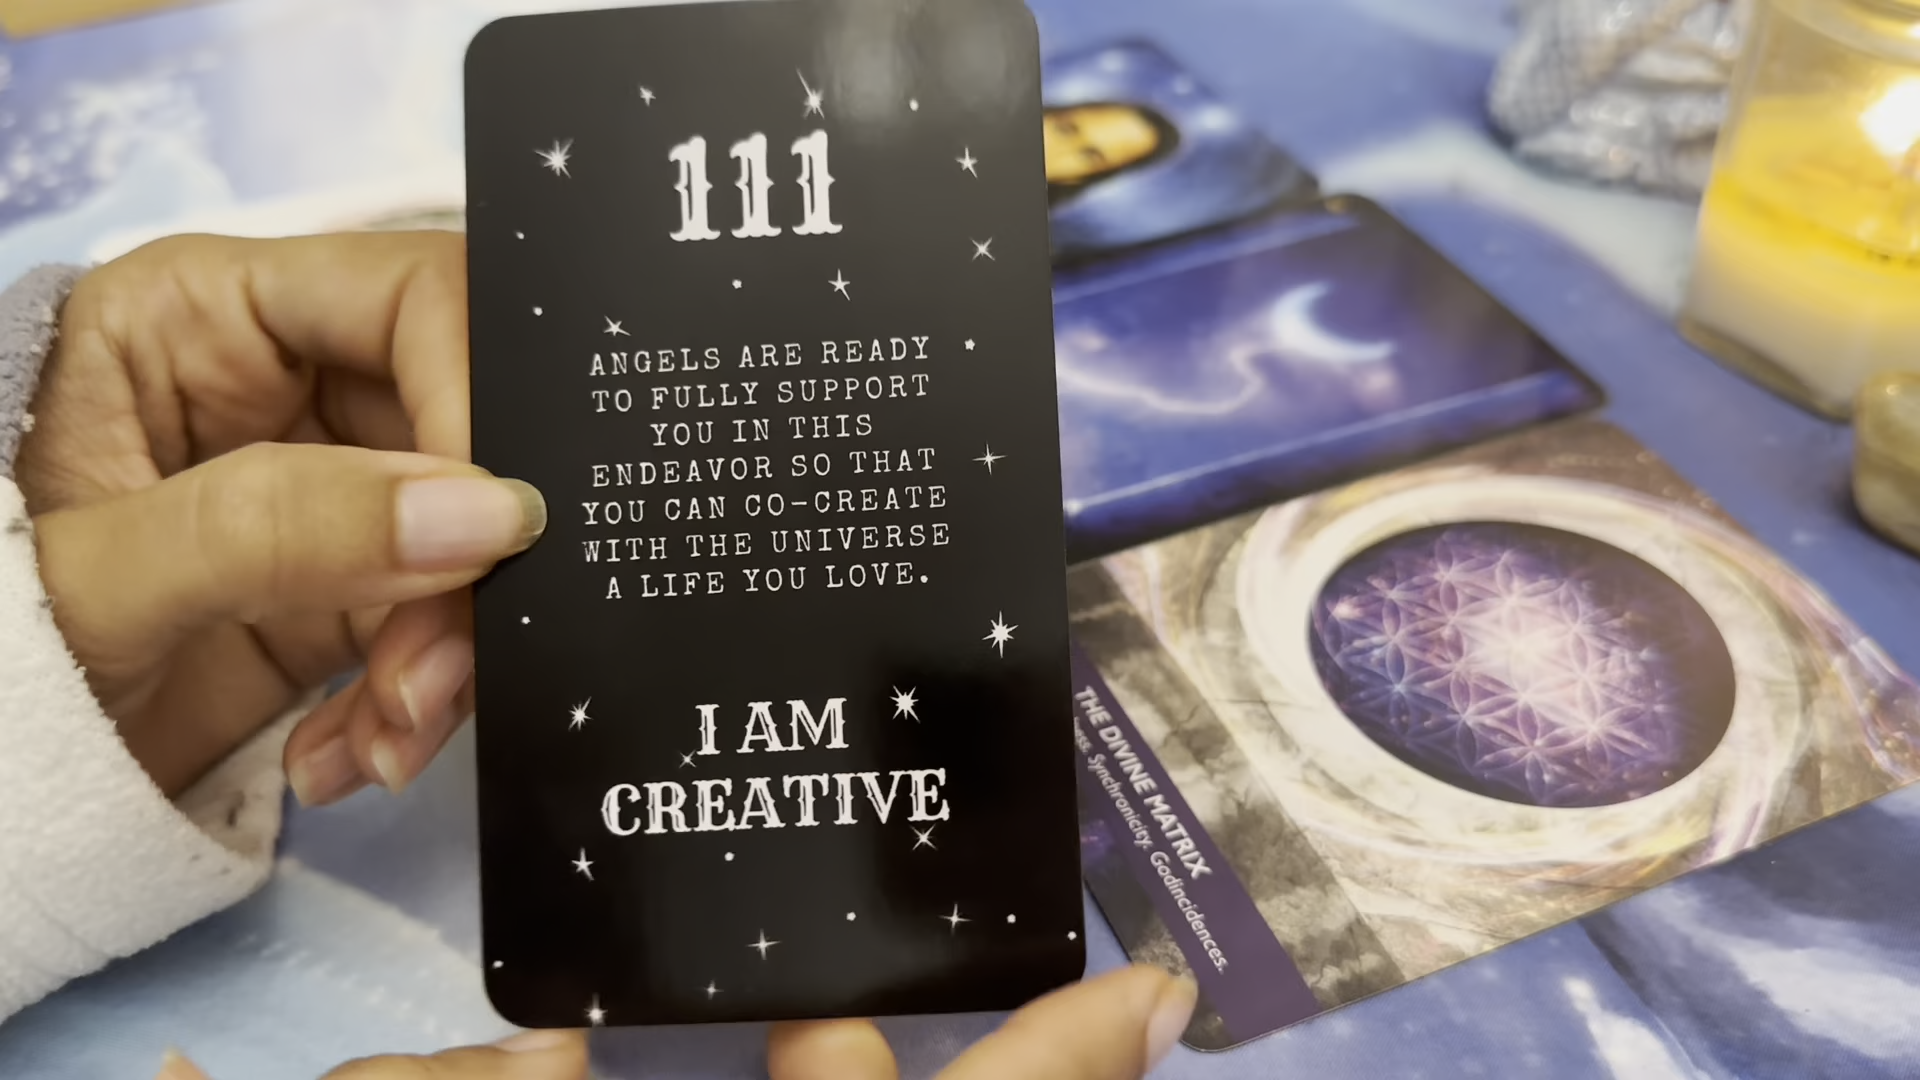 111
ANGELS ARE READY
TO FULLY SUPPORT
YOU IN THIS
ENDEAVOR SO THAT
YOU CAN CO-CREATE
WITH THE UNIVERSE
A LIFE YOU LOVE.
I AM
CREATIVE
THE DIVINE MATRIX
Synchronicity. Godincidences.